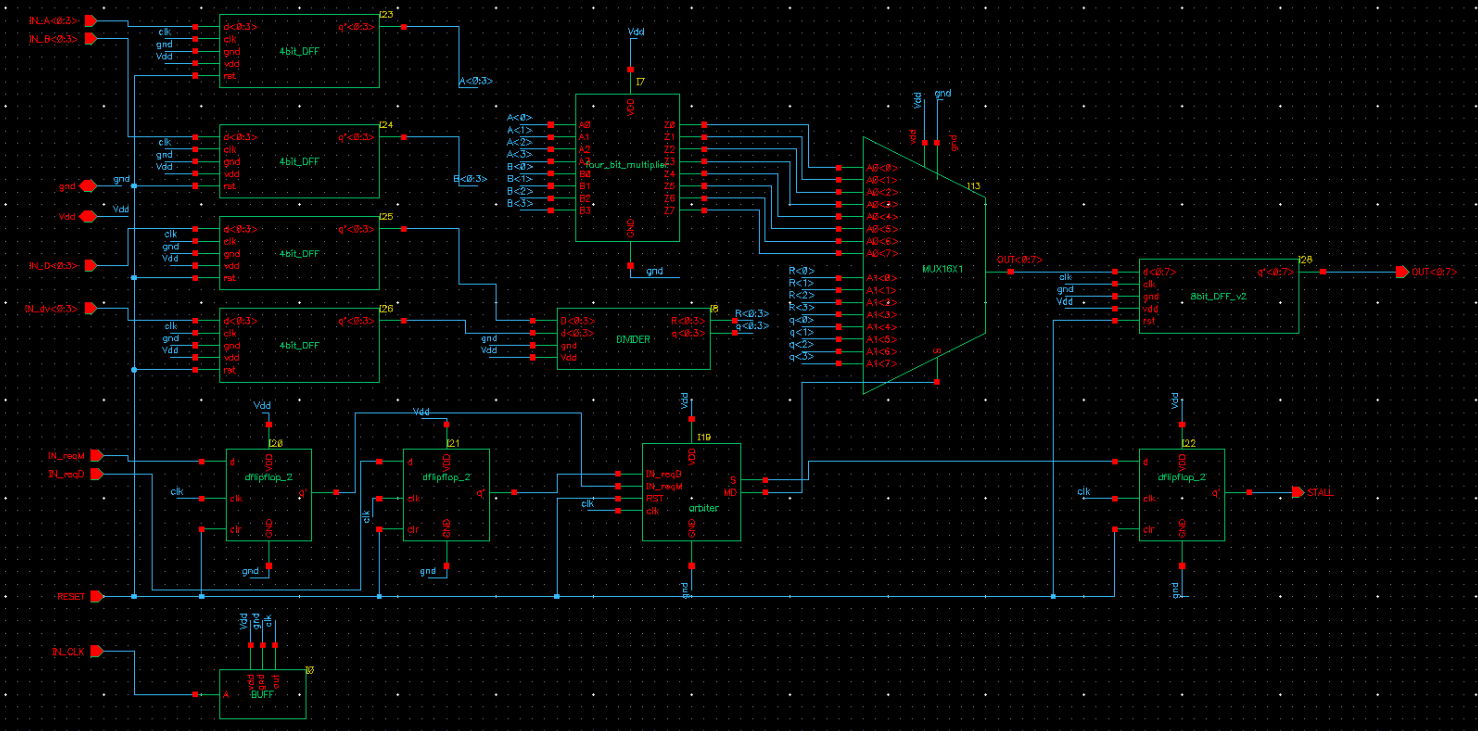 IN_A<0:3>
IN_B<0:3>
gnd
gnd
Vdd
Vdd
IN_D<0:3>
IN_dv<0:3>
IN_reqM
IN_reqD
RESET
IN_CLK
I23
d<0:3>
q'<0:3>
clk
clk
gnd
gnd
Vdd
vdd
rst
4bit_DFF
A<0:3>
I24
d<0:3>
q'<0:3>
clk
clk
gnd
gnd
Vdd
vdd
rst
4bit_DFF
B<0:3>
I25
d<0:3>
q'<0:3>
clk
clk
gnd
gnd
Vdd
vdd
rst
4bit_DFF
I26
d<0:3>
q'<0:3>
clk
clk
gnd
gnd
Vdd
vdd
rst
4bit_DFF
Vdd
I7
VDD
A<0>
A<1>
A<2>
A<3>
B<0>
B<1>
B<2>
B<3>
A0
A1
A2
A3
B0
B1
B2
B3
four_bit_multiplier
Z0
Z1
Z2
Z3
Z4
Z5
Z6
Z7
GND
gnd
I8
D<0:3>
d<0:3>
gnd
gnd
Vdd
Vdd
DIVIDER
R<0:3>
q<0:3>
R<0:3>
q<0:3>
Vdd
gnd
vdd
gnd
I13
A0<0>
A0<1>
A0<2>
A0<3>
A0<4>
A0<5>
A0<6>
A0<7>
R<0>
R<1>
R<2>
R<3>
q<0>
q<1>
q<2>
q<3>
A1<0>
A1<1>
A1<2>
A1<3>
A1<4>
A1<5>
A1<6>
A1<7>
MUX16X1
S
OUT<0:7>
I28
d<0:7>
q'<0:7>
clk
clk
gnd
gnd
Vdd
vdd
rst
8bit_DFF_v2
OUT<0:7>
Vdd
I20
VDD
d
dflipflop_2
clk
clk
q'
clr
GND
gnd
Vdd
I21
VDD
d
dflipflop_2
clk
clk
q'
clr
GND
gnd
Vdd
I19
VDD
IN_reqD
IN_reqM
RST
clk
clk
S
MD
arbiter
GND
gnd
Vdd
I22
VDD
d
dflipflop_2
clk
clk
q'
clr
GND
gnd
STALL
Vdd
gnd
clk
vdd
gnd
out
I0
A
BUFF